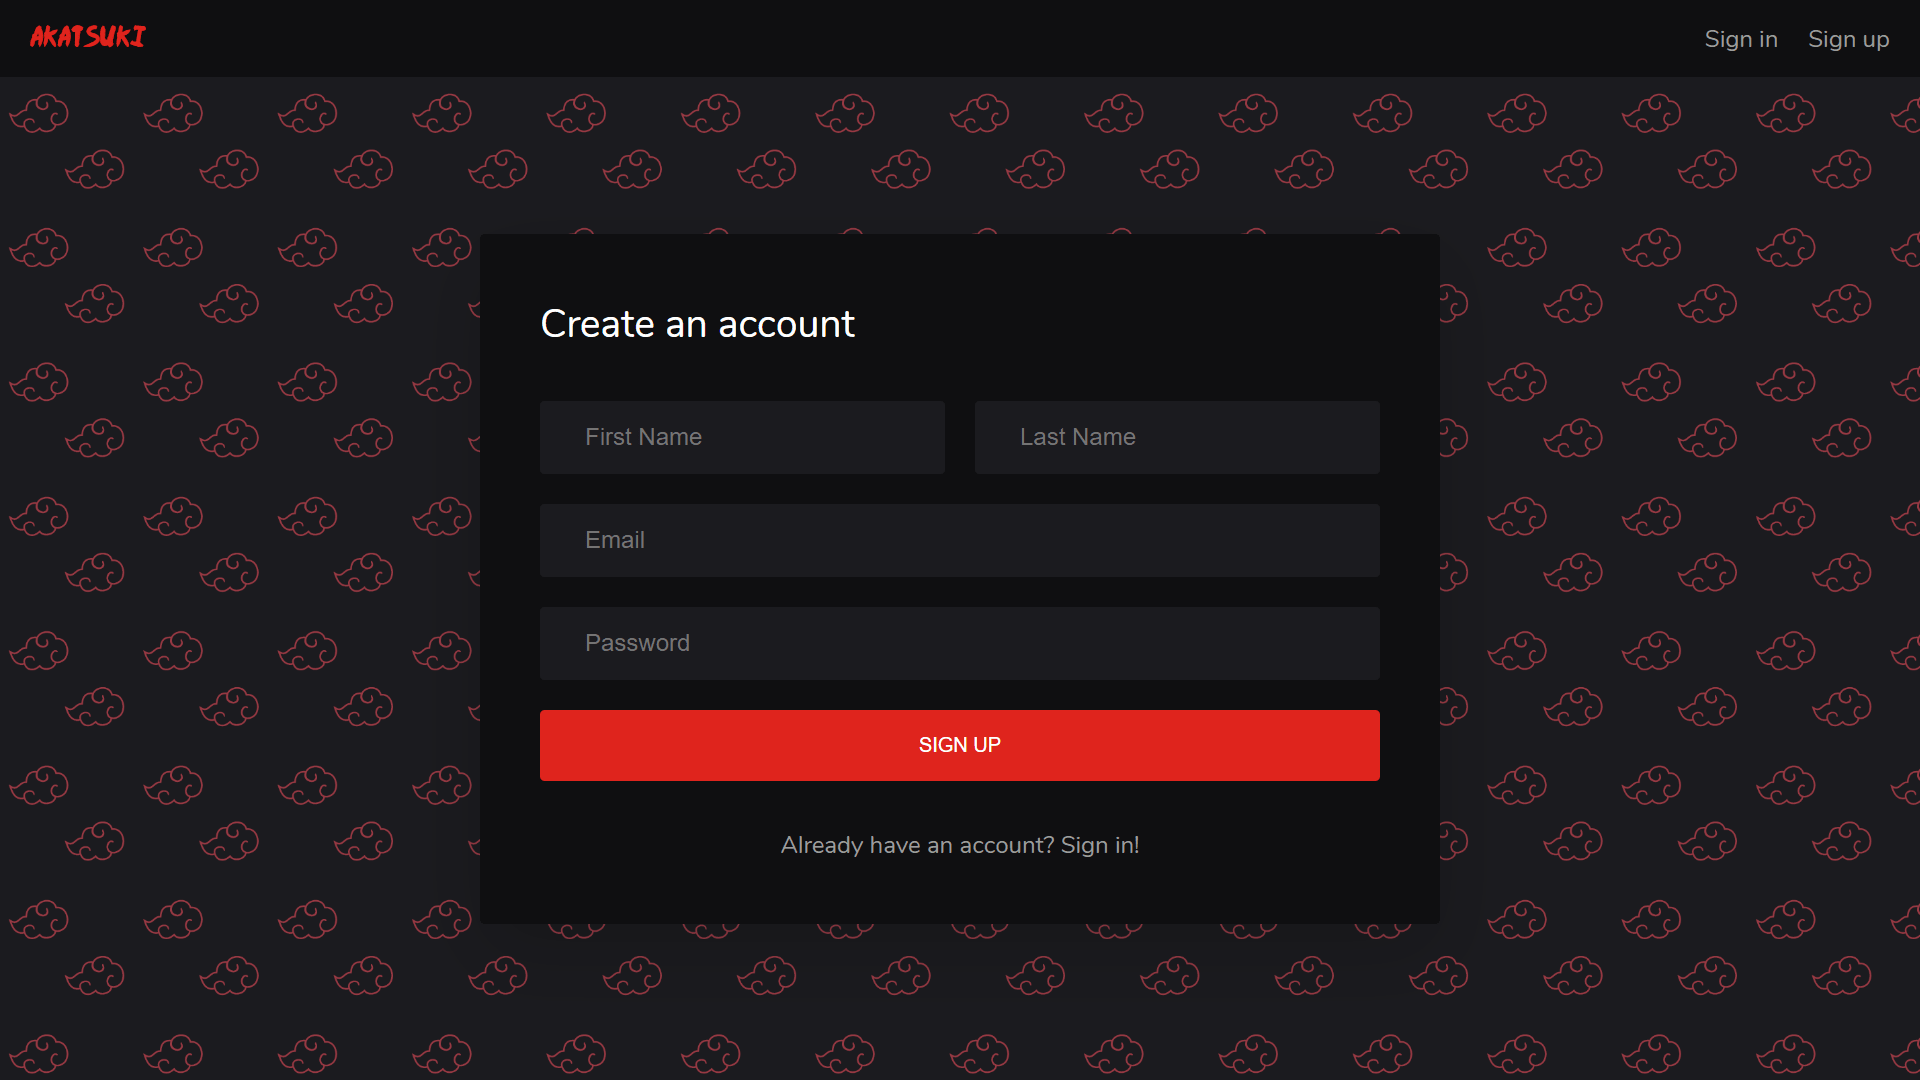 AKATSUKI
Sign in
Sign up
Create an account
First Name
Last Name
Email
Password
SIGN UP
Already have an account? Sign in!